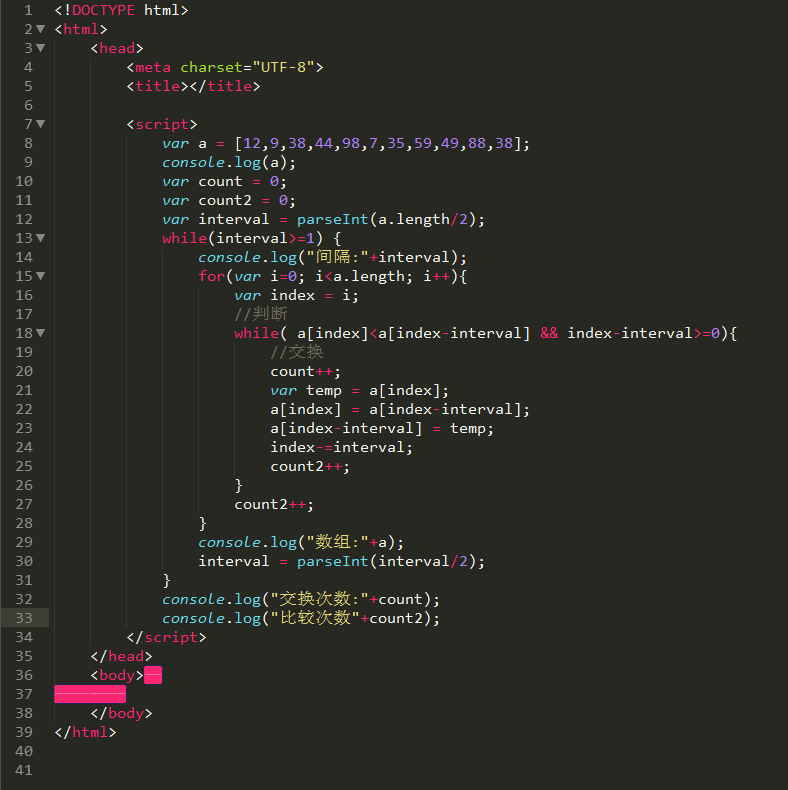 1 <!DOCTYPE html>
2 <html>
3 <head>
4 <meta charset="UTF-8">
5 <title></title>
6
7 <script>
8 var a = [12,9,38,44,98,7,35,59,49,88,38];
9 console.log(a);
10 var count = 0;
11 var count2 = 0;
12 var interval = parseInt(a.length/2);
13 while(interval>=1) {
14 console.log("间隔:"+interval);
15 for(var i=0; i<a.length; i++){
16 var index = i;
17 //判断
18 while( a[index]<a[index-interval] && index-interval>=0){
19 //交换
20 count++;
21 var temp = a[index];
22 a[index] = a[index-interval];
23 a[index-interval] = temp;
24 index-=interval;
25 count2++;
26 }
27 count2++;
28 }
29 console.log("数组:"+a);
30 interval = parseInt(interval/2);
31 }
32 console.log("交换次数:"+count);
33 console.log("比较次数"+count2);
34 </script>
35 </head>
36 <body>
37
38 </body>
39 </html>
40
41